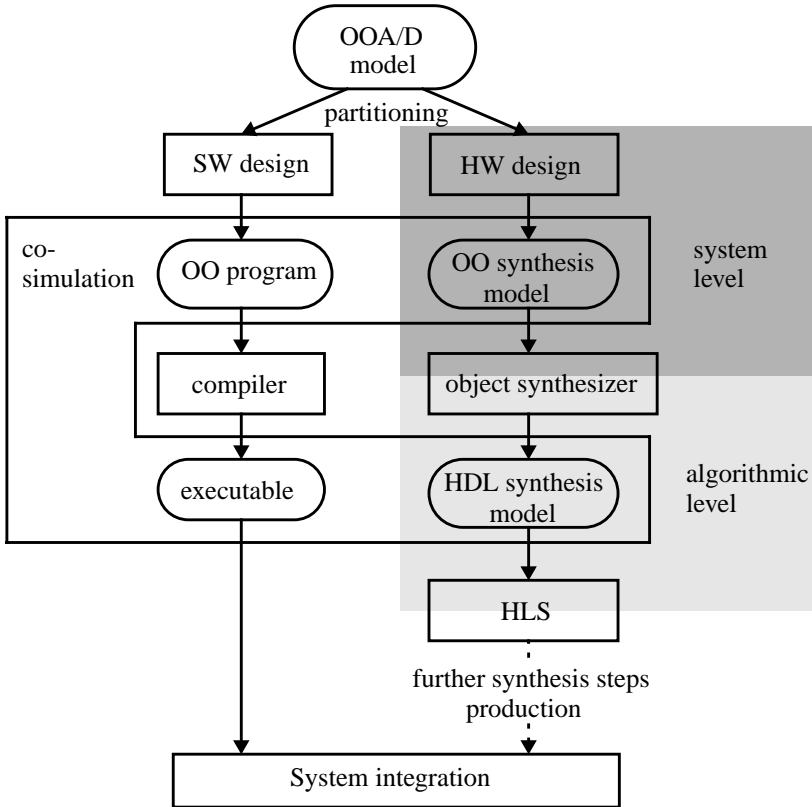 OOA/D
model
partitioning
SW design
HW design
co-
simulation
OO program
OO synthesis
model
system
level
compiler
object synthesizer
executable
HDL synthesis
model
algorithmic
level
HLS
further synthesis steps
production
System integration